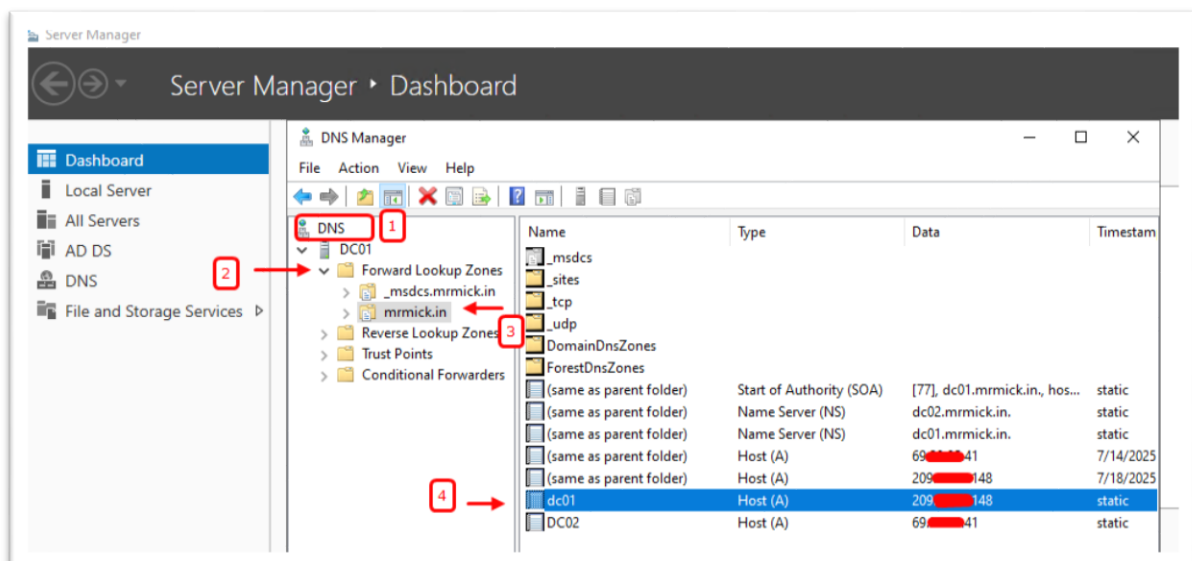 Server Manager
Server Manager ‣ Dashboard
Dashboard
Local Server
All Servers
AD DS
DNS
File and Storage Services
DNS Manager
File Action View Help
DNS 1
DC01
2
Forward Lookup Zones
_msdcs.mrmick.in
mrmick.in
3
Reverse Lookup Zones
Trust Points
Conditional Forwarders
Name Type Data Timestam
_msdcs
_sites
_tcp
_udp
DomainDnsZones
ForestDnsZones
(same as parent folder) Start of Authority (SOA) [77], dc01.mrmick.in., hos... static
(same as parent folder) Name Server (NS) dc02.mrmick.in. static
(same as parent folder) Name Server (NS) dc01.mrmick.in. static
(same as parent folder) Host (A) 69 41 7/14/2025
(same as parent folder) Host (A) 209 148 7/18/2025
4
dc01 Host (A) 209 148 static
DC02 Host (A) 69 41 static